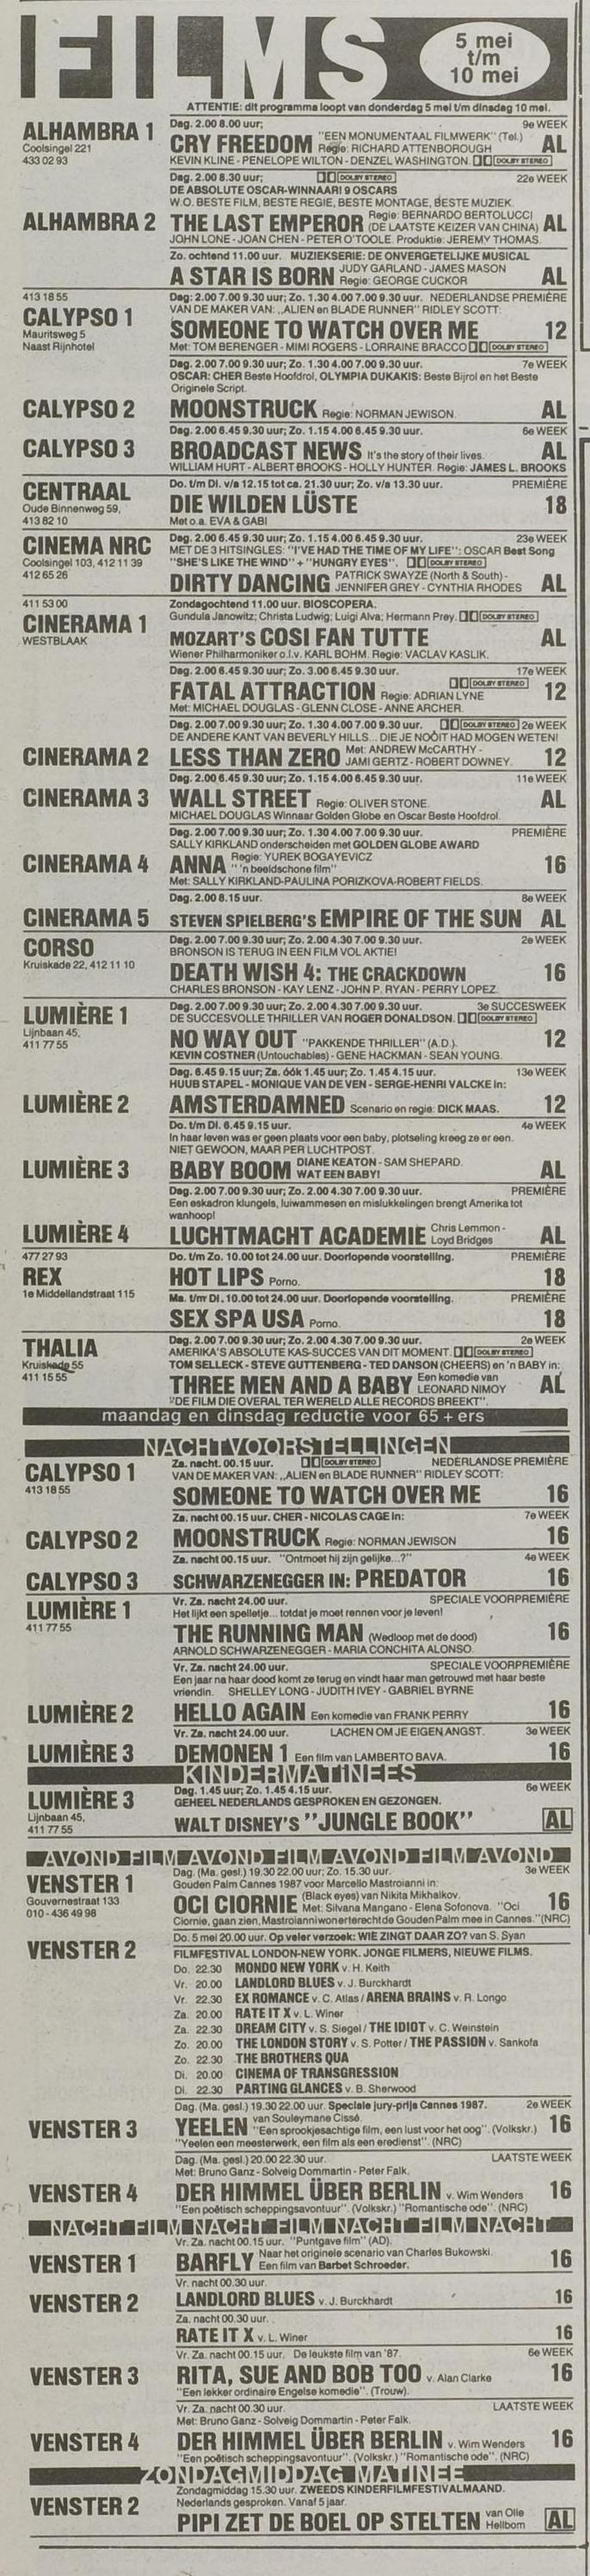 FILMS
5 mei
t/m
10 mei
ATTENTIE: dit programma loopt van donderdag 5 mei t/m dinsdag 10 mei.
ALHAMBRA 1
Coolsingel 221
433 02 93
Dag. 2.00 8.00 uur; 9e WEEK
"EEN MONUMENTAAL FILMWERK" (Tel.)
CRY FREEDOM Regie: RICHARD ATTENBOROUGH AL
KEVIN KLINE - PENELOPE WILTON - DENZEL WASHINGTON. DOLBY STEREO
Dag. 2.00 8.30 uur; DOLBY STEREO 22e WEEK
DE ABSOLUTE OSCAR-WINNAAR! 9 OSCARS
W.O. BESTE FILM, BESTE REGIE, BESTE MONTAGE, BESTE MUZIEK.
ALHAMBRA 2 THE LAST EMPEROR Regie: BERNARDO BERTOLUCCI (DE LAATSTE KEIZER VAN CHINA) AL
JOHN LONE - JOAN CHEN - PETER O'TOOLE. Produktie: JEREMY THOMAS.
Zo. ochtend 11.00 uur. MUZIEKSERIE: DE ONVERGETELIJKE MUSICAL
A STAR IS BORN JUDY GARLAND - JAMES MASON Regie: GEORGE CUCKOR AL
413 18 55
CALYPSO 1
Mauritsweg 5
Naast Rijnhotel
Dag: 2.00 7.00 9.30 uur; Zo. 1.30 4.00 7.00 9.30 uur. NEDERLANDSE PREMIÈRE
VAN DE MAKER VAN: „ALIEN en BLADE RUNNER" RIDLEY SCOTT:
SOMEONE TO WATCH OVER ME 12
Met: TOM BERENGER - MIMI ROGERS - LORRAINE BRACCO DOLBY STEREO
Dag. 2.00 7.00 9.30 uur; Zo. 1.30 4.00 7.00 9.30 uur. 7e WEEK
OSCAR: CHER Beste Hoofdrol, OLYMPIA DUKAKIS: Beste Bijrol en het Beste
Originele Script.
CALYPSO 2 MOONSTRUCK Regie: NORMAN JEWISON. AL
Dag. 2.00 6.45 9.30 uur; Zo. 1.15 4.00 6.45 9.30 uur. 6e WEEK
CALYPSO 3 BROADCAST NEWS It's the story of their lives. AL
WILLIAM HURT - ALBERT BROOKS - HOLLY HUNTER. Regie: JAMES L. BROOKS
CENTRAAL
Oude Binnenweg 59,
413 82 10
Do. t/m Di. v/a 12.15 tot ca. 21.30 uur; Zo. v/a 13.30 uur. PREMIÈRE
DIE WILDEN LÜSTE 18
Met o.a. EVA & GABI
CINEMA NRC
Coolsingel 103, 412 11 39
412 65 26
Dag. 2.00 6.45 9.30 uur; Zo. 1.15 4.00 6.45 9.30 uur. 23e WEEK
MET DE 3 HITSINGLES: "I'VE HAD THE TIME OF MY LIFE": OSCAR Best Song
"SHE'S LIKE THE WIND" + "HUNGRY EYES". DOLBY STEREO
DIRTY DANCING PATRICK SWAYZE (North & South) - JENNIFER GREY - CYNTHIA RHODES AL
411 53 00
CINERAMA 1
WESTBLAAK
Zondagochtend 11.00 uur. BIOSCOPERA.
Gundula Janowitz; Christa Ludwig; Luigi Alva; Hermann Prey. DOLBY STEREO
MOZART'S COSI FAN TUTTE AL
Wiener Philharmoniker o.l.v. KARL BOHM. Regie: VACLAV KASLIK.
Dag. 2.00 6.45 9.30 uur; Zo. 3.00 6.45 9.30 uur. 17e WEEK
DOLBY STEREO
FATAL ATTRACTION Regie: ADRIAN LYNE 12
Met: MICHAEL DOUGLAS - GLENN CLOSE - ANNE ARCHER.
Dag. 2.00 7.00 9.30 uur; Zo. 1.30 4.00 7.00 9.30 uur. DOLBY STEREO 2e WEEK
DE ANDERE KANT VAN BEVERLY HILLS... DIE JE NOOIT HAD MOGEN WETEN!
CINERAMA 2 LESS THAN ZERO Met: ANDREW McCARTHY - JAMI GERTZ - ROBERT DOWNEY. 12
Dag. 2.00 6.45 9.30 uur; Zo. 1.15 4.00 6.45 9.30 uur. 11e WEEK
CINERAMA 3 WALL STREET Regie: OLIVER STONE. AL
MICHAEL DOUGLAS Winnaar Golden Globe en Oscar Beste Hoofdrol.
Dag. 2.00 7.00 9.30 uur; Zo. 1.30 4.00 7.00 9.30 uur. PREMIÈRE
SALLY KIRKLAND onderscheiden met GOLDEN GLOBE AWARD
CINERAMA 4 ANNA Regie: YUREK BOGAYEVICZ "'n beeldschone film" 16
Met: SALLY KIRKLAND-PAULINA PORIZKOVA-ROBERT FIELDS.
Dag. 2.00 8.15 uur. 8e WEEK
CINERAMA 5 STEVEN SPIELBERG'S EMPIRE OF THE SUN AL
CORSO
Kruiskade 22, 412 11 10
Dag. 2.00 7.00 9.30 uur; Zo. 2.00 4.30 7.00 9.30 uur. 2e WEEK
BRONSON IS TERUG IN EEN FILM VOL AKTIE!
DEATH WISH 4: THE CRACKDOWN 16
CHARLES BRONSON - KAY LENZ - JOHN P. RYAN - PERRY LOPEZ.
LUMIÈRE 1
Lijnbaan 45,
411 77 55
Dag. 2.00 7.00 9.30 uur; Zo. 2.00 4.30 7.00 9.30 uur. 3e SUCCESWEEK
DE SUCCESVOLLE THRILLER VAN ROGER DONALDSON. DOLBY STEREO
NO WAY OUT "PAKKENDE THRILLER" (A.D.). 12
KEVIN COSTNER (Untouchables) - GENE HACKMAN - SEAN YOUNG.
Dag. 6.45 9.15 uur; Za. óók 1.45 uur; Zo. 1.45 4.15 uur. 13e WEEK
HUUB STAPEL - MONIQUE VAN DE VEN - SERGE-HENRI VALCKE in:
LUMIÈRE 2 AMSTERDAMNED Scenario en regie: DICK MAAS. 12
Do. t/m Di. 6.45 9.15 uur. 4e WEEK
In haar leven was er geen plaats voor een baby, plotseling kreeg ze er een.
NIET GEWOON, MAAR PER LUCHTPOST.
LUMIÈRE 3 BABY BOOM DIANE KEATON - SAM SHEPARD. WAT EEN BABY! AL
Dag. 2.00 7.00 9.30 uur; Zo. 2.00 4.30 7.00 9.30 uur. PREMIÈRE
Een eskadron klungels, luiwammesen en mislukkelingen brengt Amerika tot
wanhoop!
LUMIÈRE 4 LUCHTMACHT ACADEMIE Chris Lemmon - Loyd Bridges AL
477 27 93
REX
1e Middellandstraat 115
Do. t/m Zo. 10.00 tot 24.00 uur. Doorlopende voorstelling. PREMIÈRE
HOT LIPS Porno. 18
Ma. t/m Di. 10.00 tot 24.00 uur. Doorlopende voorstelling. PREMIÈRE
SEX SPA USA Porno. 18
THALIA
Kruiskade 55
411 15 55
Dag. 2.00 7.00 9.30 uur; Zo. 2.00 4.30 7.00 9.30 uur. 2e WEEK
AMERIKA'S ABSOLUTE KAS-SUCCES VAN DIT MOMENT. DOLBY STEREO
TOM SELLECK - STEVE GUTTENBERG - TED DANSON (CHEERS) en 'n BABY in:
THREE MEN AND A BABY Een komedie van LEONARD NIMOY AL
"DE FILM DIE OVERAL TER WERELD ALLE RECORDS BREEKT".
maandag en dinsdag reductie voor 65 + ers
NACHTVOORSTELLINGEN
CALYPSO 1
413 18 55
Za. nacht. 00.15 uur. DOLBY STEREO NEDERLANDSE PREMIÈRE
VAN DE MAKER VAN: „ALIEN en BLADE RUNNER" RIDLEY SCOTT:
SOMEONE TO WATCH OVER ME 16
Za. nacht 00.15 uur. CHER - NICOLAS CAGE in: 7e WEEK
CALYPSO 2 MOONSTRUCK Regie: NORMAN JEWISON 16
Za. nacht 00.15 uur. "Ontmoet hij zijn gelijke...?" 4e WEEK
CALYPSO 3 SCHWARZENEGGER IN: PREDATOR 16
LUMIÈRE 1
411 77 55
Vr. Za. nacht 24.00 uur. SPECIALE VOORPREMIÈRE
Het lijkt een spelletje... totdat je moet rennen voor je leven!
THE RUNNING MAN (Wedloop met de dood) 16
ARNOLD SCHWARZENEGGER - MARIA CONCHITA ALONSO.
Vr. Za. nacht 24.00 uur. SPECIALE VOORPREMIÈRE
Een jaar na haar dood komt ze terug en vindt haar man getrouwd met haar beste
vriendin. SHELLEY LONG - JUDITH IVEY - GABRIEL BYRNE
LUMIÈRE 2 HELLO AGAIN Een komedie van FRANK PERRY 16
Vr. Za. nacht 24.00 uur. LACHEN OM JE EIGEN ANGST. 3e WEEK
LUMIÈRE 3 DEMONEN 1 Een film van LAMBERTO BAVA. 16
KINDERMATINEES
LUMIÈRE 3
Lijnbaan 45,
411 77 55
Dag. 1.45 uur; Zo. 1.45 4.15 uur. 6e WEEK
GEHEEL NEDERLANDS GESPROKEN EN GEZONGEN.
WALT DISNEY'S "JUNGLE BOOK" AL
AVOND FILM AVOND FILM AVOND FILM AVOND
VENSTER 1
Gouvernestraat 133
010 - 436 49 98
Dag. (Ma. gesl.) 19.30 22.00 uur; Zo. 15.30 uur. 3e WEEK
Gouden Palm Cannes 1987 voor Marcello Mastroianni in:
OCI CIORNIE (Black eyes) van Nikita Mikhalkov. Met: Silvana Mangano - Elena Sofonova. "Oci 16
Ciornie, gaan zien, Mastroianni won er terecht de Gouden Palm mee in Cannes." (NRC)
VENSTER 2
Do. 5 mei 20.00 uur. Op veler verzoek: WIE ZINGT DAAR ZO? van S. Syan
FILMFESTIVAL LONDON-NEW YORK. JONGE FILMERS, NIEUWE FILMS.
Do. 22.30 MONDO NEW YORK v. H. Keith
Vr. 20.00 LANDLORD BLUES v. J. Burckhardt
Vr. 22.30 EX ROMANCE v. C. Atlas / ARENA BRAINS v. R. Longo
Za. 20.00 RATE IT X v. L. Winer
Za. 22.30 DREAM CITY v. S. Siegel / THE IDIOT v. C. Weinstein
Zo. 20.00 THE LONDON STORY v. S. Potter / THE PASSION v. Sankofa
Zo. 22.30 THE BROTHERS QUA
Di. 20.00 CINEMA OF TRANSGRESSION
Di. 22.30 PARTING GLANCES v. B. Sherwood
Dag. (Ma. gesl.) 19.30 22.00 uur. Speciale jury-prijs Cannes 1987. 2e WEEK
VENSTER 3 YEELEN van Souleymane Cissé. "Een sprookjesachtige film, een lust voor het oog". (Volkskr.) 16
"Yeelen een meesterwerk, een film als een eredienst". (NRC)
Dag. (Ma. gesl.) 20.00 22.30 uur. LAATSTE WEEK
Met: Bruno Ganz - Solveig Dommartin - Peter Falk.
VENSTER 4 DER HIMMEL ÜBER BERLIN v. Wim Wenders 16
"Een poëtisch scheppingsavontuur". (Volkskr.) "Romantische ode". (NRC)
NACHT FILM NACHT FILM NACHT FILM NACHT
Vr. Za. nacht 00.15 uur. "Puntgave film" (AD).
VENSTER 1 BARFLY Naar het originele scenario van Charles Bukowski. Een film van Barbet Schroeder. 16
Vr. nacht 00.30 uur.
VENSTER 2 LANDLORD BLUES v. J. Burckhardt 16
Za. nacht 00.30 uur.
RATE IT X v. L. Winer 16
Vr. Za. nacht 00.15 uur. De leukste film van '87. 6e WEEK
VENSTER 3 RITA, SUE AND BOB TOO v. Alan Clarke 16
"Een lekker ordinaire Engelse komedie". (Trouw).
Vr. Za. nacht 00.30 uur. LAATSTE WEEK
Met: Bruno Ganz - Solveig Dommartin - Peter Falk.
VENSTER 4 DER HIMMEL ÜBER BERLIN v. Wim Wenders 16
"Een poëtisch scheppingsavontuur". (Volkskr.) "Romantische ode". (NRC)
ZONDAGMIDDAG MATINEE
Zondagmiddag 15.30 uur. ZWEEDS KINDERFILMFESTIVALMAAND.
Nederlands gesproken. Vanaf 5 jaar.
VENSTER 2 PIPI ZET DE BOEL OP STELTEN van Olle Hellbom AL